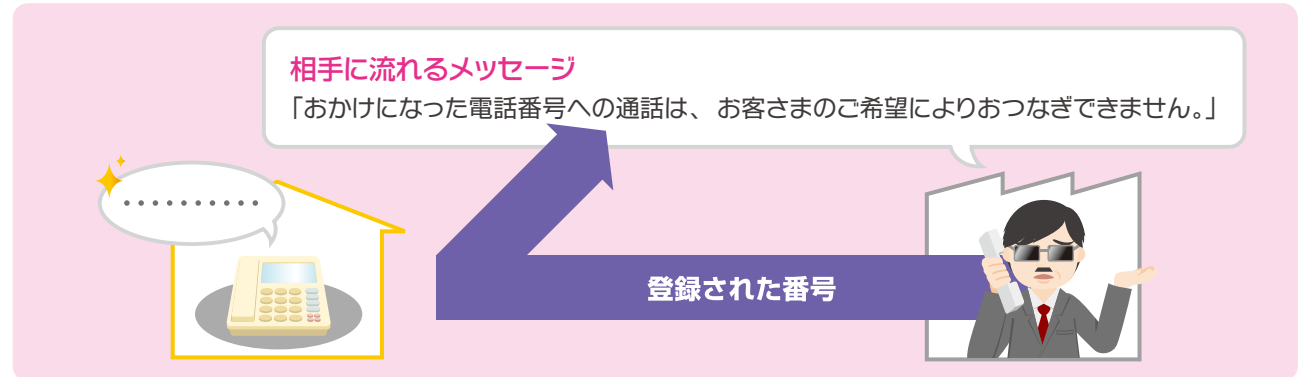 相手に流れるメッセージ
「おかけになった電話番号への通話は、お客さまのご希望によりおつなぎできません。」
・・・・・・・・・・
登録された番号